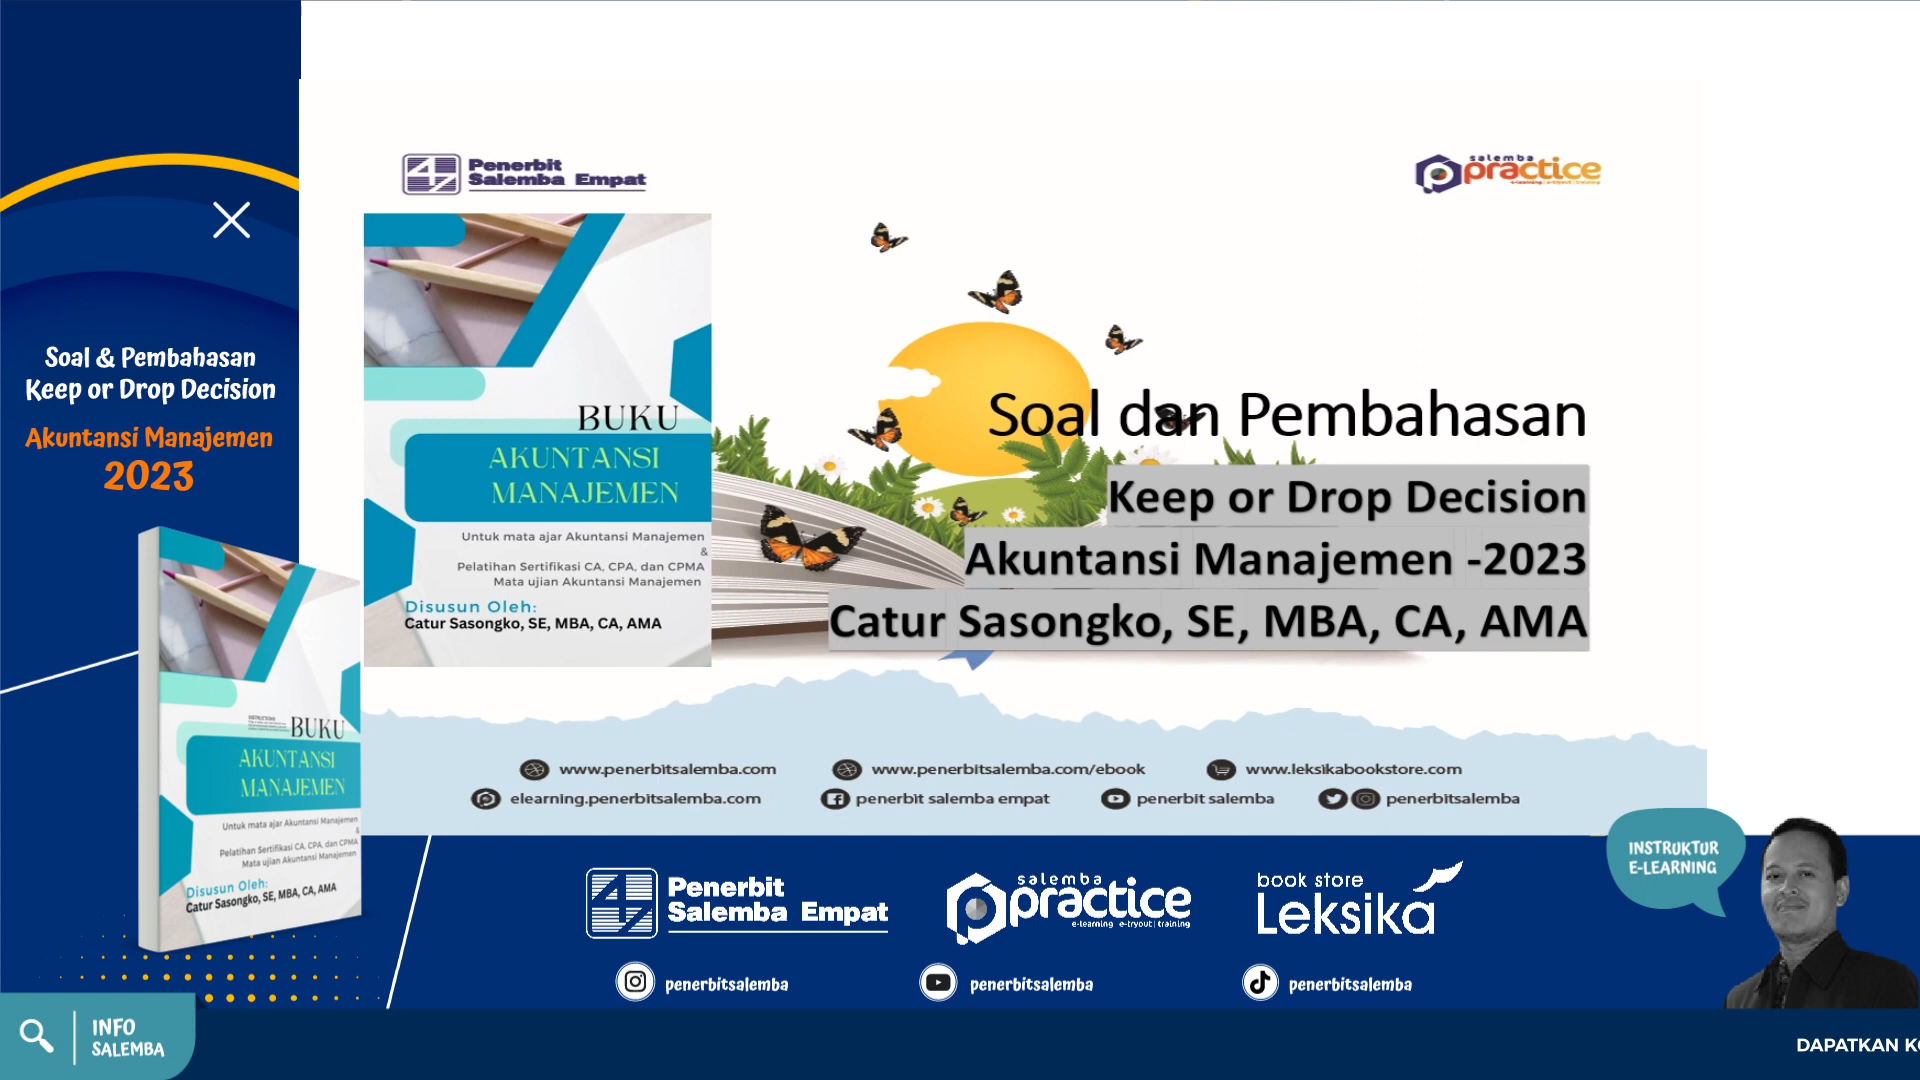 Soal & Pembahasan
Keep or Drop Decision
Akuntansi Manajemen
2023
BUKU
AKUNTANSI
MANAJEMEN
Untuk mata ajar Akuntansi Manajemen
&
Pelatihan Sertifikasi CA, CPA, dan CPMA
Mata ujian Akuntansi Manajemen
Disusun Oleh:
Catur Sasongko, SE, MBA, CA, AMA
INFO
SALEMBA
Penerbit
Salemba Empat
salemba
practice
e-learning | e-tryout | training
BUKU
AKUNTANSI
MANAJEMEN
Untuk mata ajar Akuntansi Manajemen
&
Pelatihan Sertifikasi CA, CPA, dan CPMA
Mata ujian Akuntansi Manajemen
Disusun Oleh:
Catur Sasongko, SE, MBA, CA, AMA
Soal dan Pembahasan
Keep or Drop Decision
Akuntansi Manajemen -2023
Catur Sasongko, SE, MBA, CA, AMA
www.penerbitsalemba.com
www.penerbitsalemba.com/ebook
www.leksikabookstore.com
elearning.penerbitsalemba.com
penerbit salemba empat
penerbit salemba
penerbitsalemba
Penerbit
Salemba Empat
salemba
practice
e-learning e-tryout training
book store
Leksika
penerbitsalemba
penerbitsalemba
penerbitsalemba
INSTRUKTUR
E-LEARNING
DAPATKAN